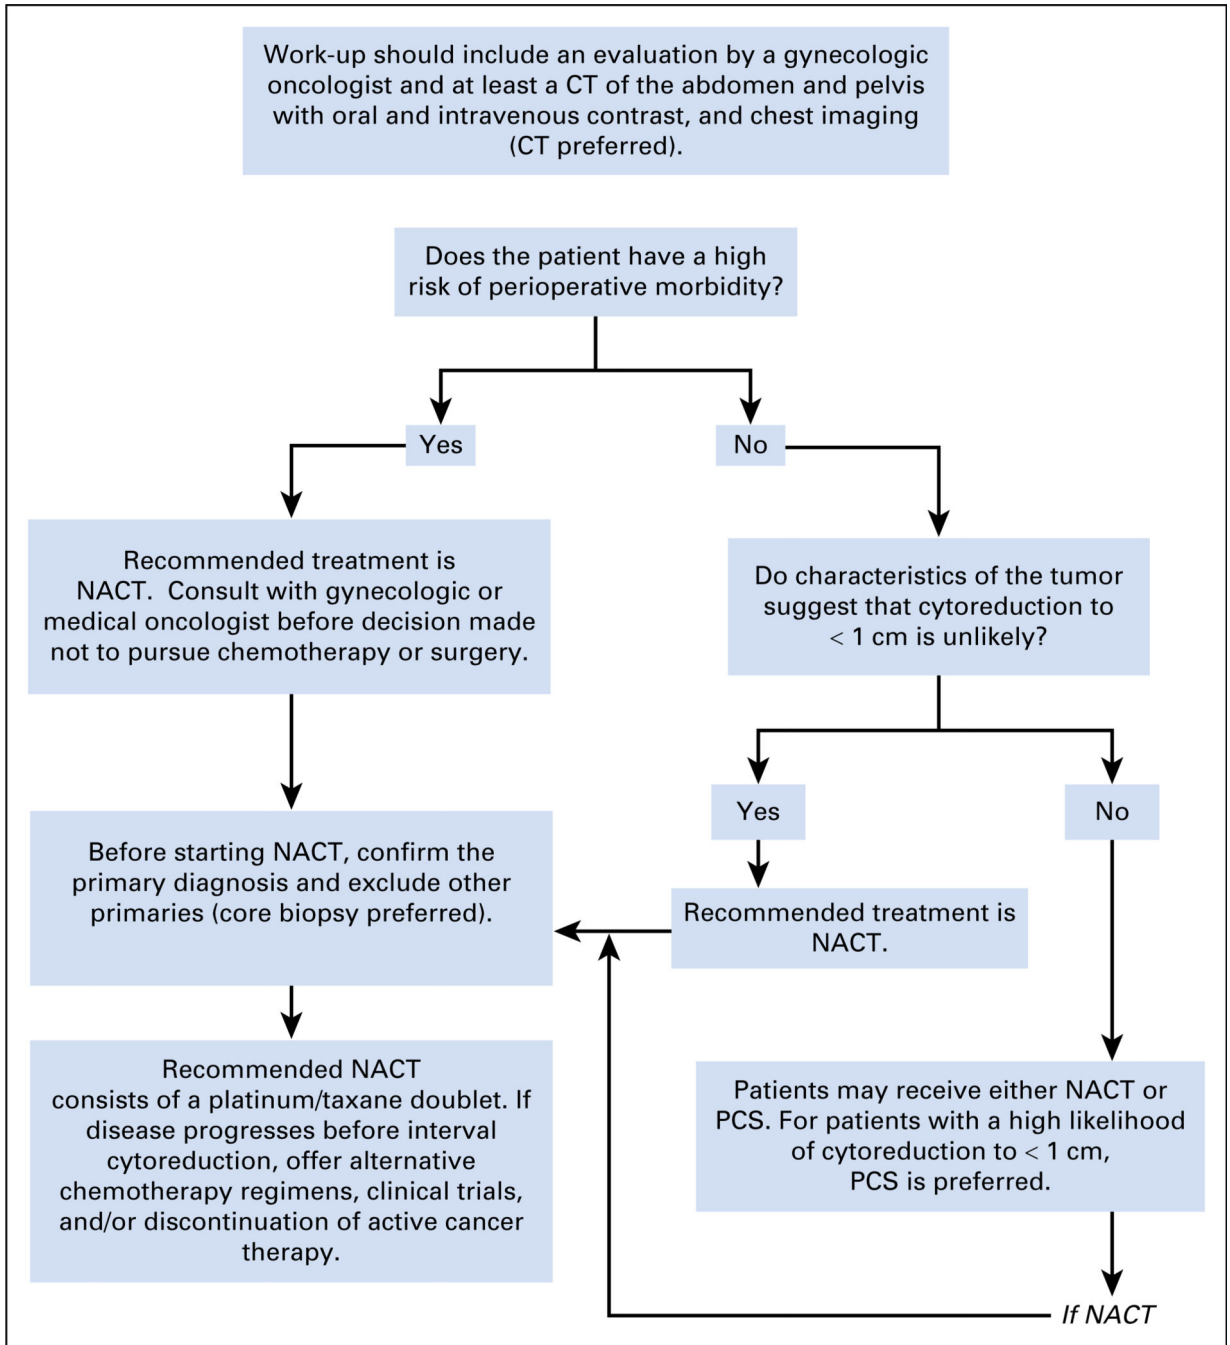 Work-up should include an evaluation by a gynecologic
oncologist and at least a CT of the abdomen and pelvis
with oral and intravenous contrast, and chest imaging
(CT preferred).
Does the patient have a high
risk of perioperative morbidity?
Yes
No
Recommended treatment is
NACT. Consult with gynecologic or
medical oncologist before decision made
not to pursue chemotherapy or surgery.
Do characteristics of the tumor
suggest that cytoreduction to
< 1 cm is unlikely?
Yes
No
Before starting NACT, confirm the
primary diagnosis and exclude other
primaries (core biopsy preferred).
Recommended treatment is
NACT.
Recommended NACT
consists of a platinum/taxane doublet. If
disease progresses before interval
cytoreduction, offer alternative
chemotherapy regimens, clinical trials,
and/or discontinuation of active cancer
therapy.
Patients may receive either NACT or
PCS. For patients with a high likelihood
of cytoreduction to < 1 cm,
PCS is preferred.
If NACT